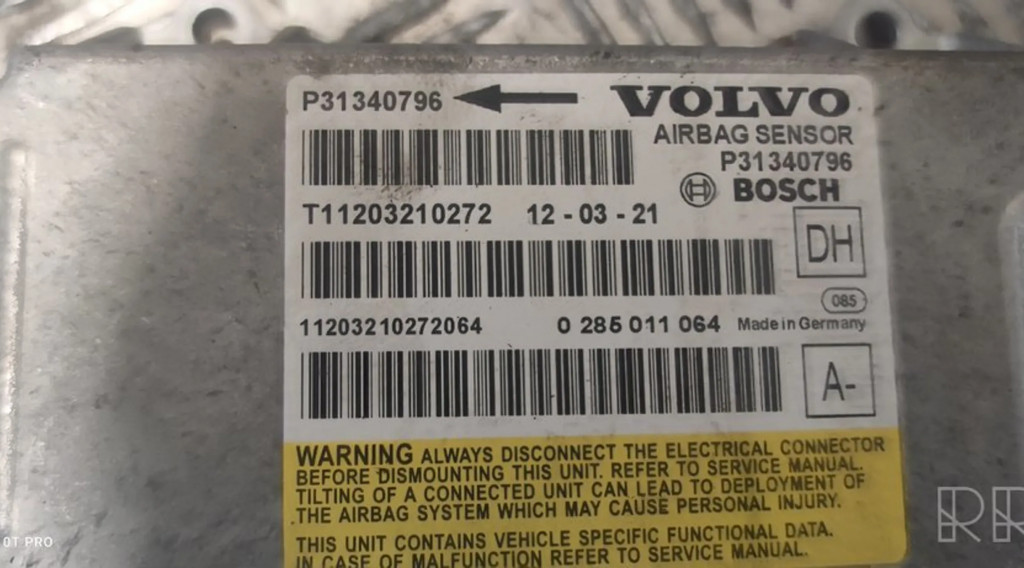 P31340796
VOLVO
AIRBAG SENSOR
P31340796
BOSCH
T11203210272 12 - 03 - 21
DH
085
11203210272064 0 285 011 064 Made in Germany
A-
WARNING ALWAYS DISCONNECT THE ELECTRICAL CONNECTOR
BEFORE DISMOUNTING THIS UNIT. REFER TO SERVICE MANUAL.
TILTING OF A CONNECTED UNIT CAN LEAD TO DEPLOYMENT OF
THE AIRBAG SYSTEM WHICH MAY CAUSE PERSONAL INJURY.
THIS UNIT CONTAINS VEHICLE SPECIFIC FUNCTIONAL DATA.
IN CASE OF MALFUNCTION REFER TO SERVICE MANUAL.
0T PRO